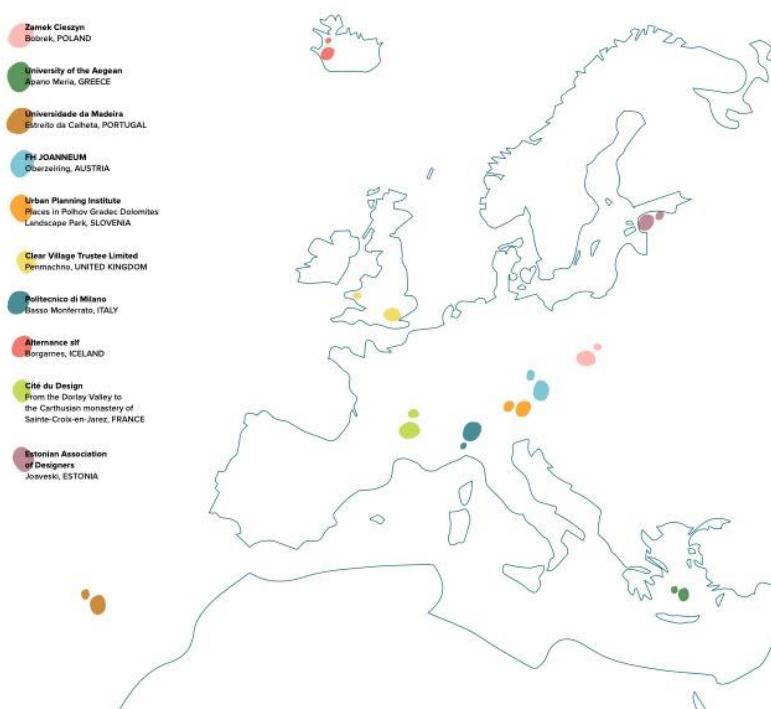 Zamek Cieszyn
Bobrek, POLAND
University of the Aegean
Apano Meria, GREECE
Universidade da Madeira
Estreito da Calheta, PORTUGAL
FH JOANNEUM
Oberzeiring, AUSTRIA
Urban Planning Institute
Places in Polhov Gradec Dolomites
Landscape Park, SLOVENIA
Clear Village Trustee Limited
Penmachno, UNITED KINGDOM
Politecnico di Milano
Basso Monferrato, ITALY
Alternance slf
Borgarnes, ICELAND
Cité du Design
From the Dorlay Valley to
the Carthusian monastery of
Sainte-Croix-en-Jarez, FRANCE
Estonian Association
of Designers
Joaveski, ESTONIA